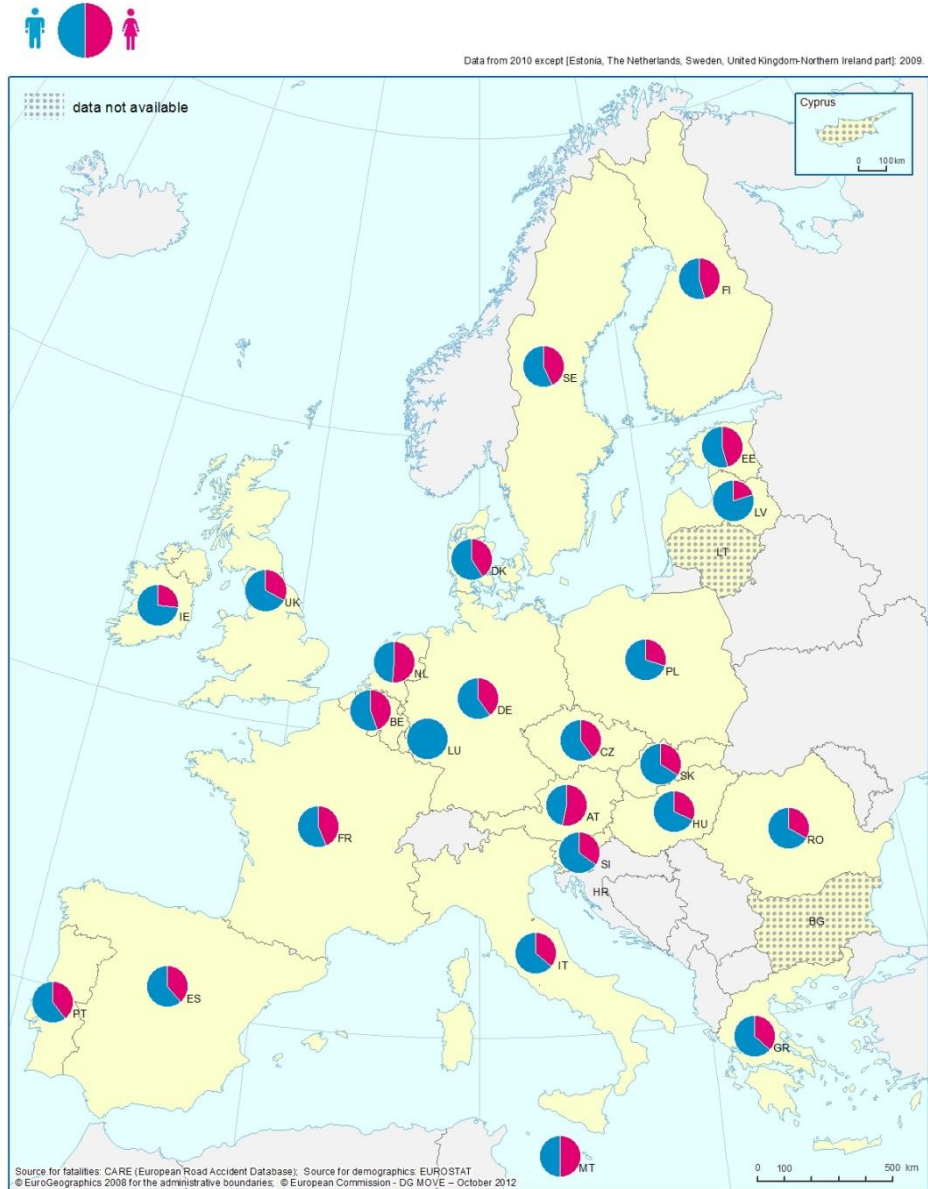 Data from 2010 except [Estonia, The Netherlands, Sweden, United Kingdom-Northern Ireland part]: 2009.
data not available
Cyprus
0 100 km
FI
SE
EE
LV
LT
DK
IE
UK
NL
PL
BE
DE
LU
CZ
SK
AT
HU
FR
RO
SI
HR
BG
IT
ES
PT
GR
MT
Source for fatalities: CARE (European Road Accident Database); Source for demographics: EUROSTAT
© EuroGeographics 2008 for the administrative boundaries; © European Commission - DG MOVE – October 2012
0 100 500 km